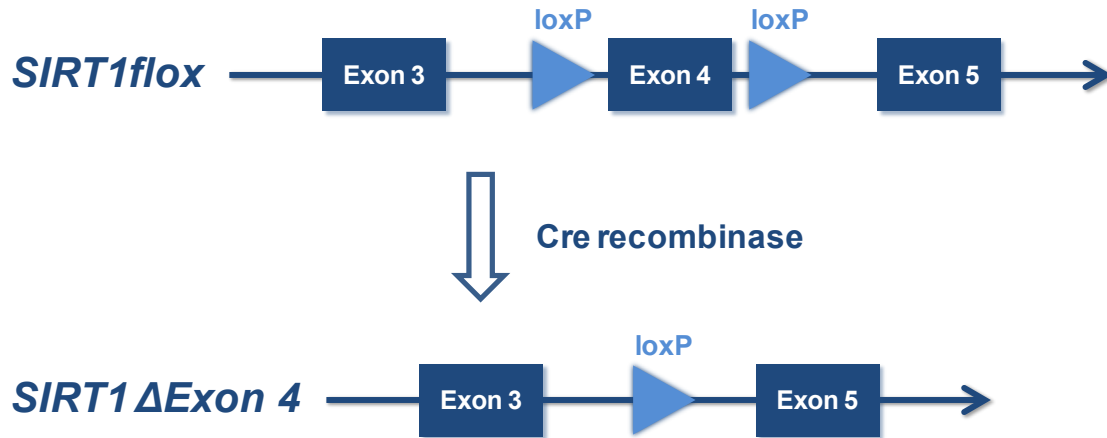 loxP loxP
SIRT1flox Exon 3 Exon 4 Exon 5
Cre recombinase
loxP
SIRT1 ΔExon 4 Exon 3 Exon 5